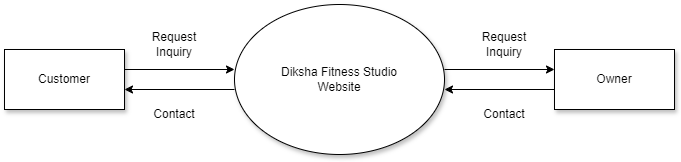 Request
Inquiry
Request
Inquiry
Customer
Diksha Fitness Studio
Website
Owner
Contact
Contact